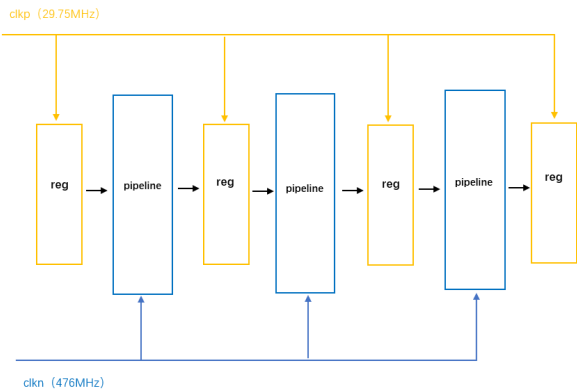 clkp（29.75MHz）
reg
pipeline
reg
pipeline
reg
pipeline
reg
clkn（476MHz）